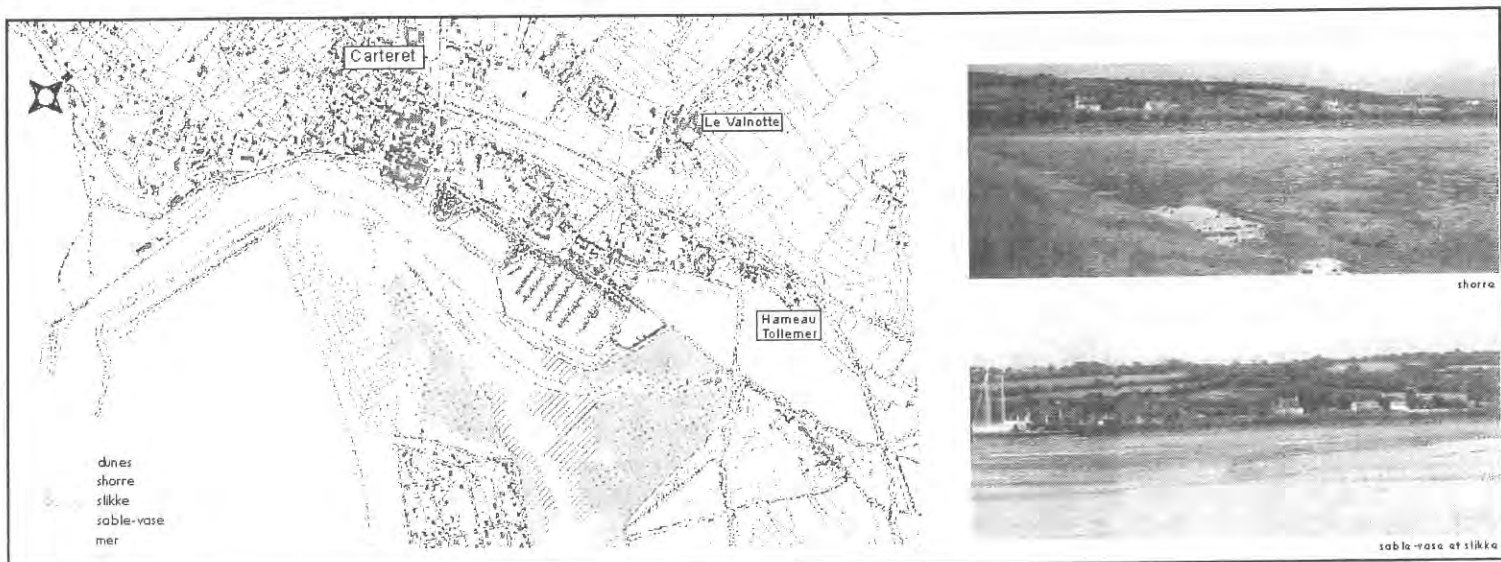 Carteret
Le Valnotte
Hameau
Tollemer
dunes
shorre
slikke
sable-vase
mer
shorre
sable-vase et slikke